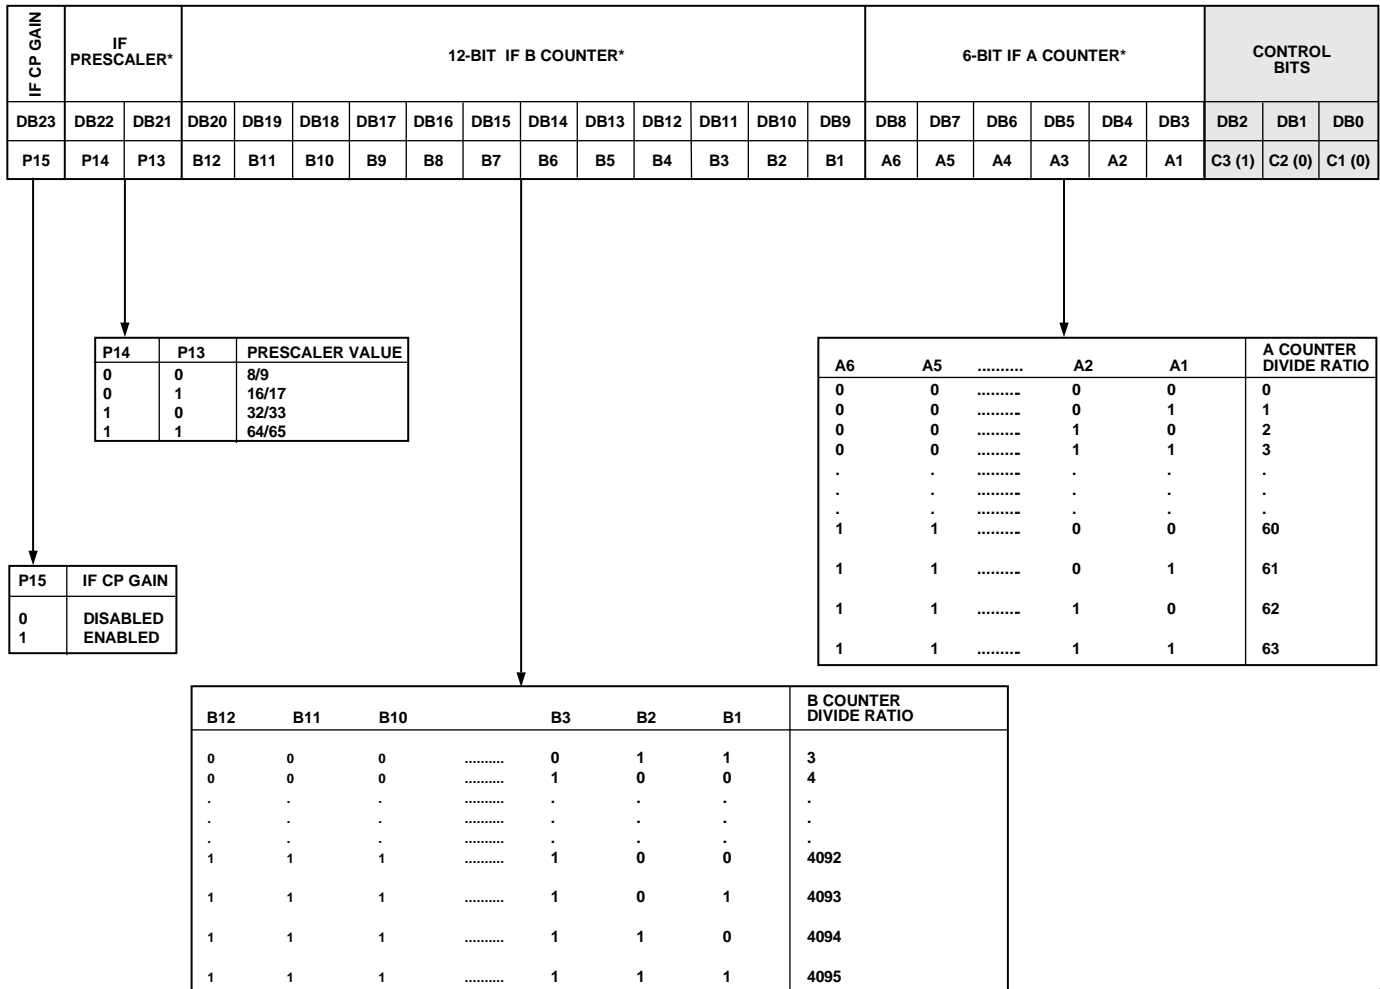 IF CP GAIN
IF PRESCALER*
12-BIT IF B COUNTER*
6-BIT IF A COUNTER*
CONTROL BITS
DB23 DB22 DB21 DB20 DB19 DB18 DB17 DB16 DB15 DB14 DB13 DB12 DB11 DB10 DB9 DB8 DB7 DB6 DB5 DB4 DB3 DB2 DB1 DB0
P15 P14 P13 B12 B11 B10 B9 B8 B7 B6 B5 B4 B3 B2 B1 A6 A5 A4 A3 A2 A1 C3 (1) C2 (0) C1 (0)
P14 P13 PRESCALER VALUE
0 0 8/9
0 1 16/17
1 0 32/33
1 1 64/65
A6 A5 .......... A2 A1 A COUNTER DIVIDE RATIO
0 0 .......... 0 0 0
0 0 .......... 0 1 1
0 0 .......... 1 0 2
0 0 .......... 1 1 3
. . .......... . . .
. . .......... . . .
. . .......... . . .
1 1 .......... 0 0 60
1 1 .......... 0 1 61
1 1 .......... 1 0 62
1 1 .......... 1 1 63
P15 IF CP GAIN
0 DISABLED
1 ENABLED
B12 B11 B10 B3 B2 B1 B COUNTER DIVIDE RATIO
0 0 0 .......... 0 1 1 3
0 0 0 .......... 1 0 0 4
. . . .......... . . . .
. . . .......... . . . .
. . . .......... . . . .
1 1 1 .......... 1 0 0 4092
1 1 1 .......... 1 0 1 4093
1 1 1 .......... 1 1 0 4094
1 1 1 .......... 1 1 1 4095